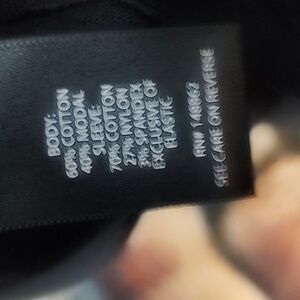 BODY:
60% COTTON
40% MODAL
SLEEVE:
70% COTTON
27% NYLON
3% SPANDEX
EXCLUSIVE OF
ELASTIC
RN# 148862
SEE CARE ON REVERSE